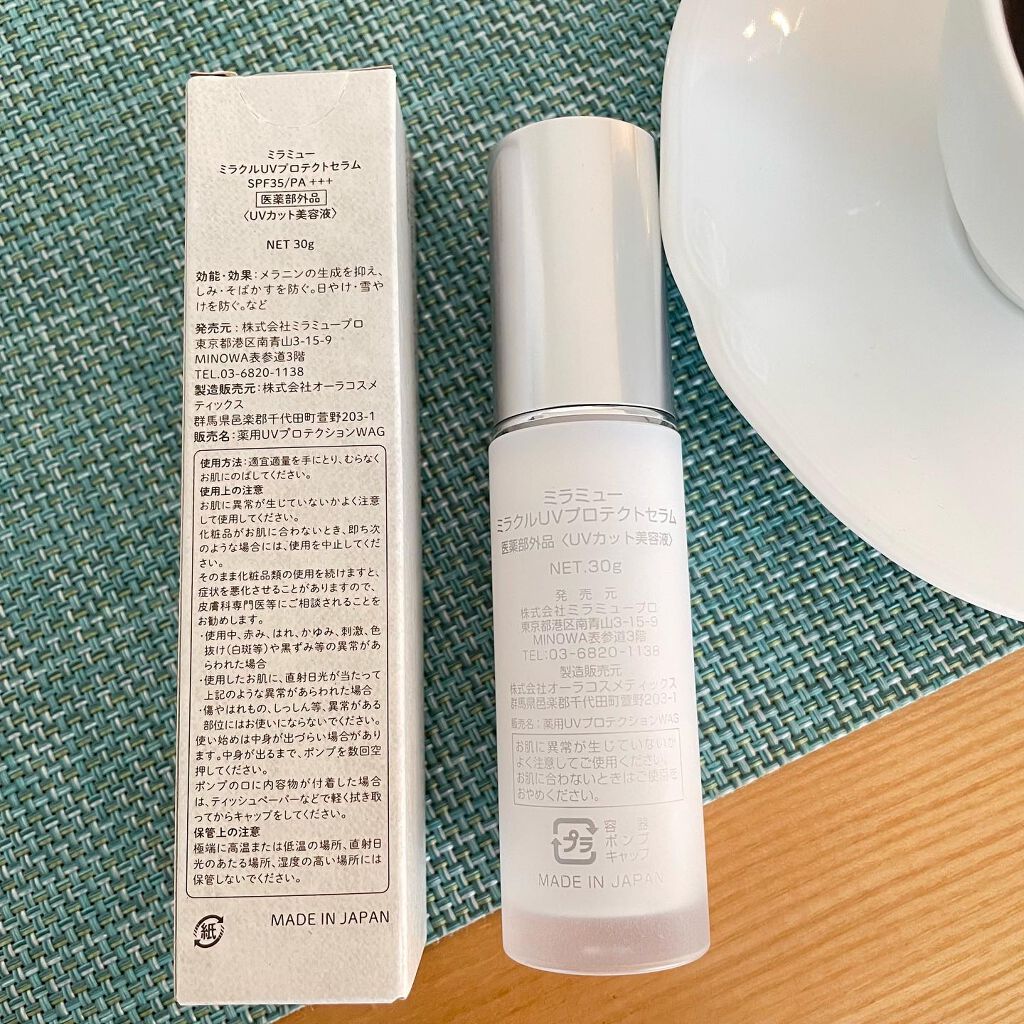 ミラミュー
ミラクルUVプロテクトセラム
SPF35/PA +++
医薬部外品
〈UVカット美容液〉
NET 30g
効能・効果：メラニンの生成を抑え、
しみ・そばかすを防ぐ。日やけ・雪や
けを防ぐ。など
発売元：株式会社ミラミュープロ
東京都港区南青山3-15-9
MINOWA表参道3階
TEL.03-6820-1138
製造販売元：株式会社オーラコスメ
ティックス
群馬県邑楽郡千代田町萱野203-1
販売名：薬用UVプロテクションWAG
使用方法：適宜適量を手にとり、むらなく
お肌にのばしてください。
使用上の注意
お肌に異常が生じていないかよく注意
して使用してください。
化粧品がお肌に合わないとき、即ち次
のような場合には、使用を中止してくだ
さい。
そのまま化粧品類の使用を続けますと、
症状を悪化させることがありますので、
皮膚科専門医等にご相談されることを
お勧めします。
・使用中、赤み、はれ、かゆみ、刺激、色
抜け(白斑等)や黒ずみ等の異常があ
らわれた場合
・使用したお肌に、直射日光が当たって
上記のような異常があらわれた場合
・傷やはれもの、しっしん等、異常がある
部位にはお使いにならないでください。
使い始めは中身が出づらい場合があり
ます。中身が出るまで、ポンプを数回空
押してください。
ポンプの口に内容物が付着した場合
は、ティッシュペーパーなどで軽く拭き取
ってからキャップをしてください。
保管上の注意
極端に高温または低温の場所、直射日
光のあたる場所、湿度の高い場所には
保管しないでください。
紙
MADE IN JAPAN
ミラミュー
ミラクルUVプロテクトセラム
医薬部外品〈UVカット美容液〉
NET.30g
発売元
株式会社ミラミュープロ
東京都港区南青山3-15-9
MINOWA表参道3階
TEL:03-6820-1138
製造販売元
株式会社オーラコスメティックス
群馬県邑楽郡千代田町萱野203-1
販売名：薬用UVプロテクションWAG
お肌に異常が生じていないか
よく注意してご使用ください。
お肌に合わないときはご使用を
おやめください。
プラ
容器
ポンプ
キャップ
MADE IN JAPAN